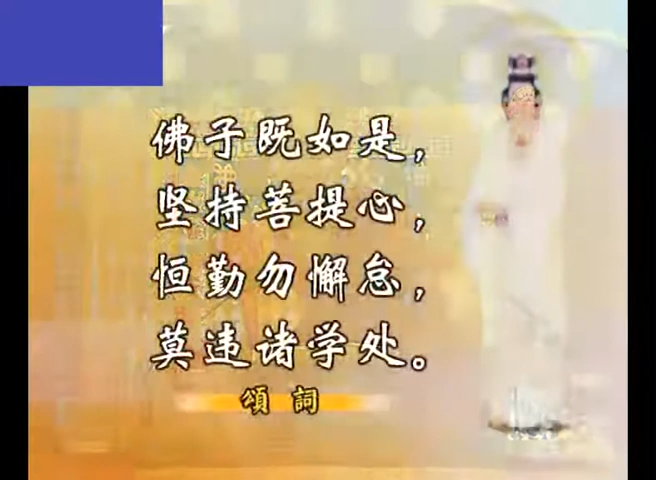 佛子既如是，
坚持菩提心，
恒勤勿懈怠，
莫违诸学处。
頌 詞